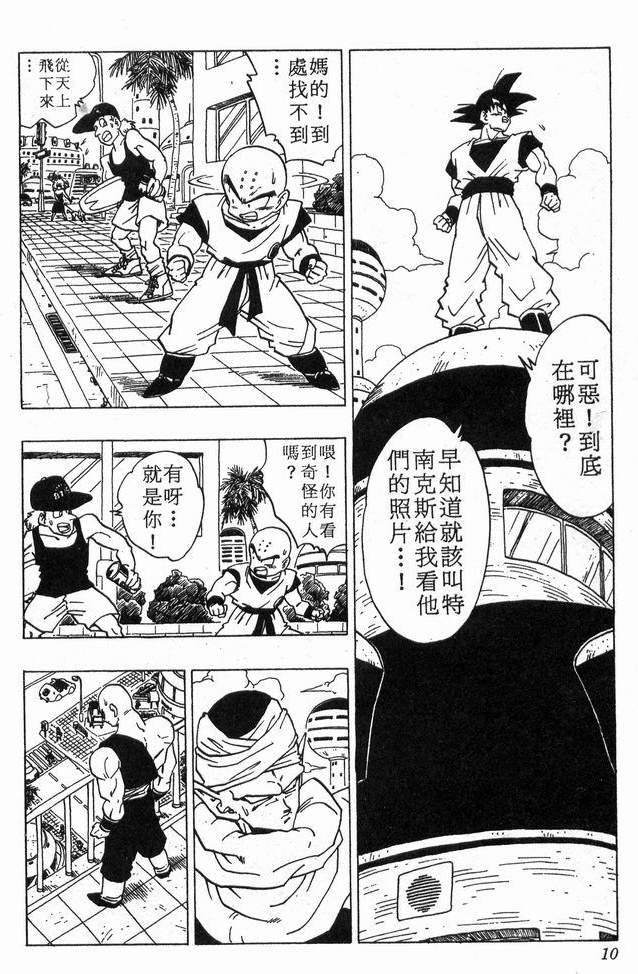 可惡！到底
在哪裡？
早知道就該叫特
南克斯給我看他
們的照片…！
媽的！到
處找不到
…
從天上
飛下來
…
喂！你有看
到奇怪的人
嗎？
有呀…
就是你！
10